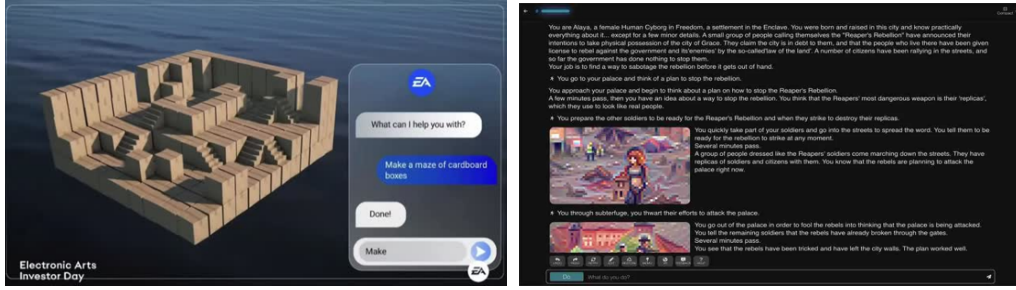 EA
What can I help you with?
Make a maze of cardboard
boxes
Done!
Make
EA
Electronic Arts
Investor Day
You are Alaya, a female Human Cyborg in Freedom, a settlement in the Enclave. You were born and raised in this city and know practically
everything about it... except for a few minor details. A small group of people calling themselves the "Reaper's Rebellion" have announced their
intentions to take physical possession of the city of Grace. They claim the city is in debt to them, and that the people who live there have been given
license to rebel against the government and its'enemies' by the so-called'law of the land'. A number of citizens have been rallying in the streets, and
so far the government has done nothing to stop them.
Your job is to find a way to sabotage the rebellion before it gets out of hand.
You go to your palace and think of a plan to stop the rebellion.
You approach your palace and begin to think about a plan on how to stop the Reaper's Rebellion.
A few minutes pass, then you have an idea about a way to stop the rebellion. You think that the Reapers' most dangerous weapon is their 'replicas',
which they use to look like real people.
You prepare the other soldiers to be ready for the Reaper's Rebellion and when they strike to destroy their replicas.
You quickly take part of your soldiers and go into the streets to spread the word. You tell them to be
ready for the rebellion to strike at any moment.
Several minutes pass.
A group of people dressed like the Reapers' soldiers come marching down the streets. They have
replicas of soldiers and citizens with them. You know that the rebels are planning to attack the
palace right now.
You through subterfuge, you thwart their efforts to attack the palace.
You go out of the palace in order to fool the rebels into thinking that the palace is being attacked.
You tell the remaining soldiers that the rebels have already broken through the gates.
Several minutes pass.
You see that the rebels have been tricked and have left the city walls. The plan worked well.
Do
What do you do?